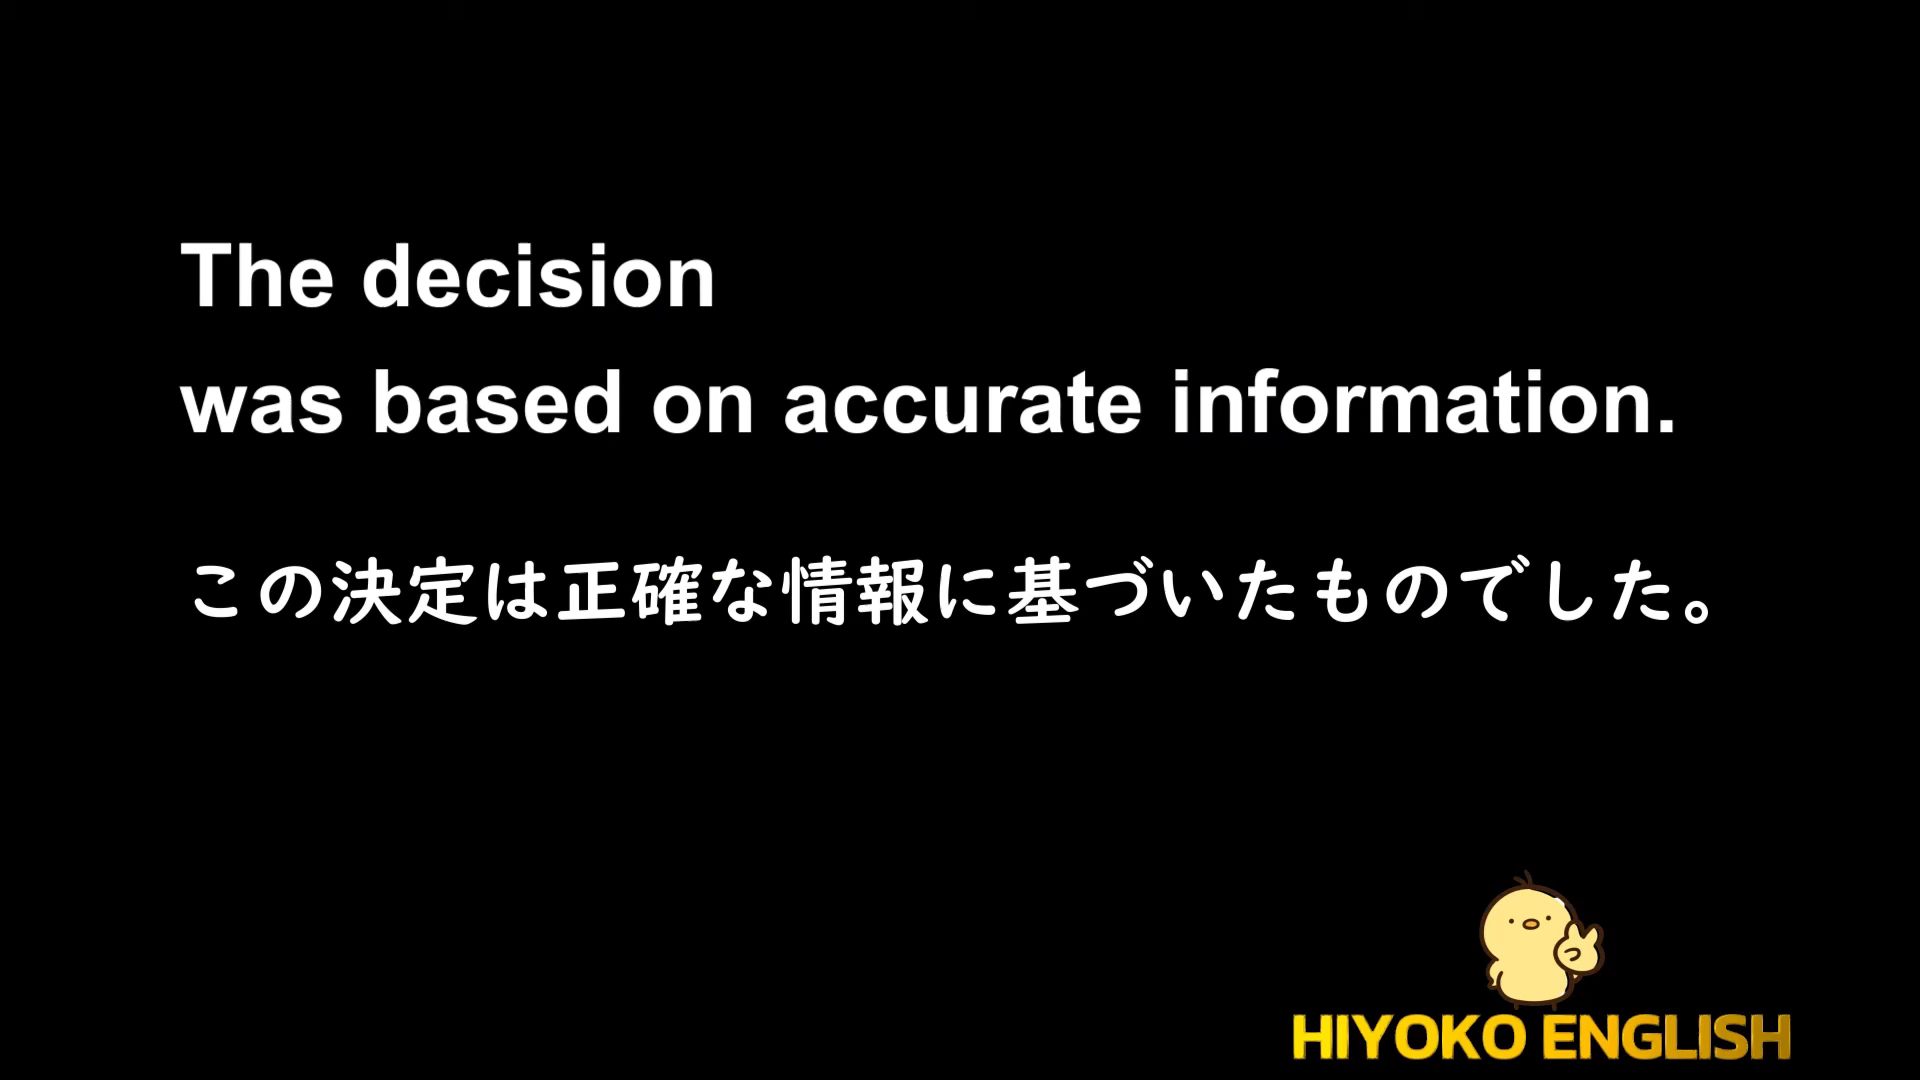 The decision
was based on accurate information.
この決定は正確な情報に基づいたものでした。
HIYOKO ENGLISH